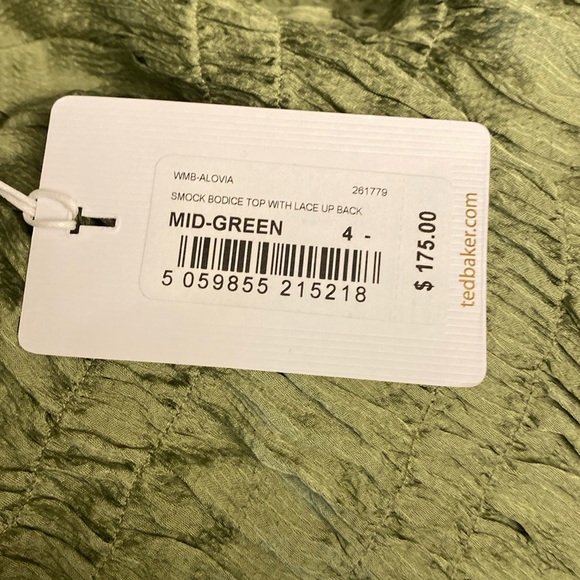 WMB-ALOVIA
261779
SMOCK BODICE TOP WITH LACE UP BACK
MID-GREEN 4 -
5 059855 215218
$ 175.00
tedbaker.com